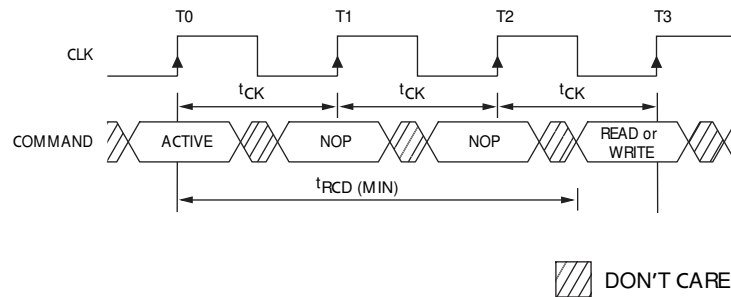 T0 T1 T2 T3
CLK
tCK tCK tCK
COMMAND ACTIVE NOP NOP READ or
WRITE
tRCD (MIN)
DON'T CARE